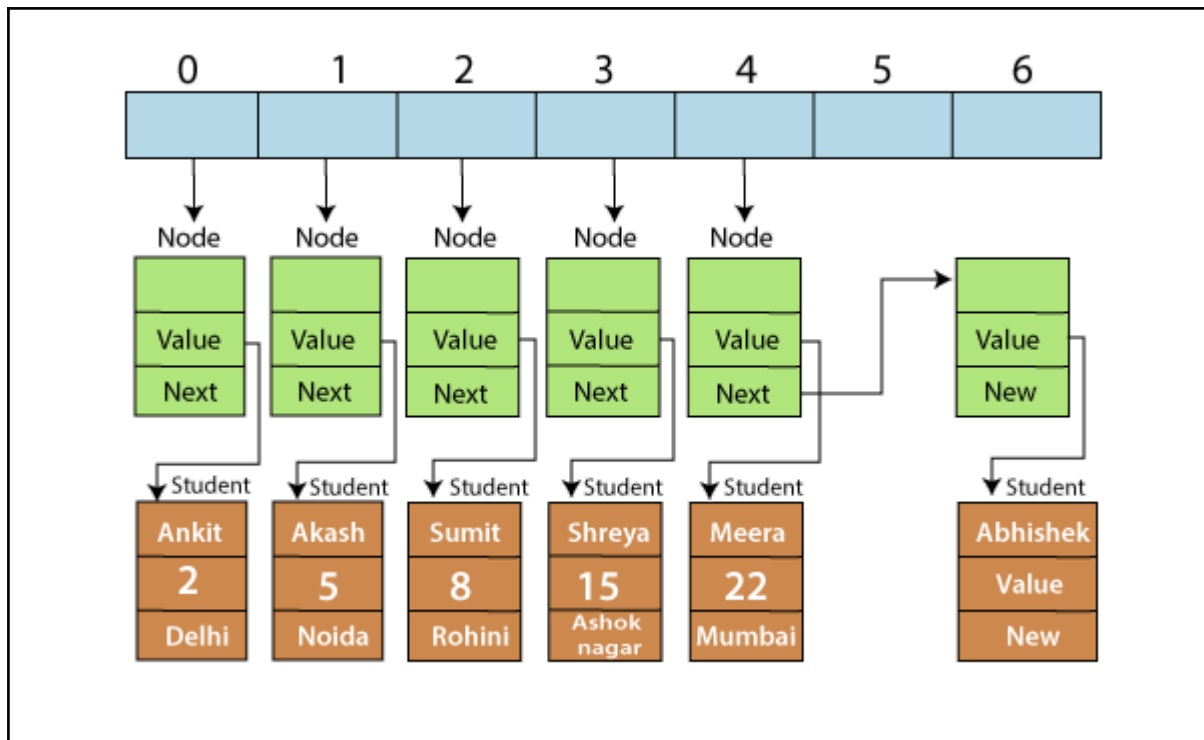 0 1 2 3 4 5 6
Node Node Node Node Node
Value Value Value Value Value Value
Next Next Next Next Next New
Student Student Student Student Student Student
Ankit Akash Sumit Shreya Meera Abhishek
2 5 8 15 22 Value
Delhi Noida Rohini Ashok Mumbai New
nagar